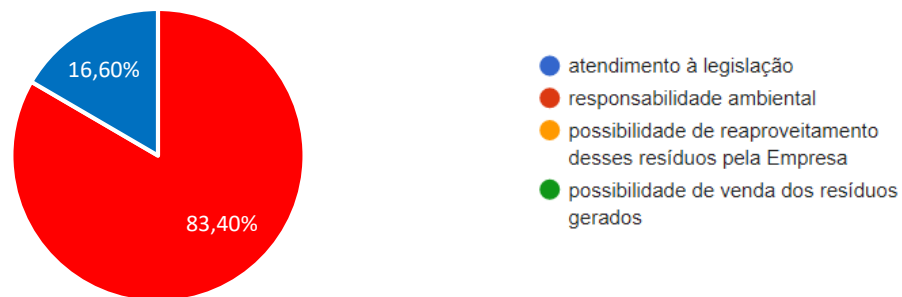 16,60%
83,40%
atendimento à legislação
responsabilidade ambiental
possibilidade de reaproveitamento
desses resíduos pela Empresa
possibilidade de venda dos resíduos
gerados